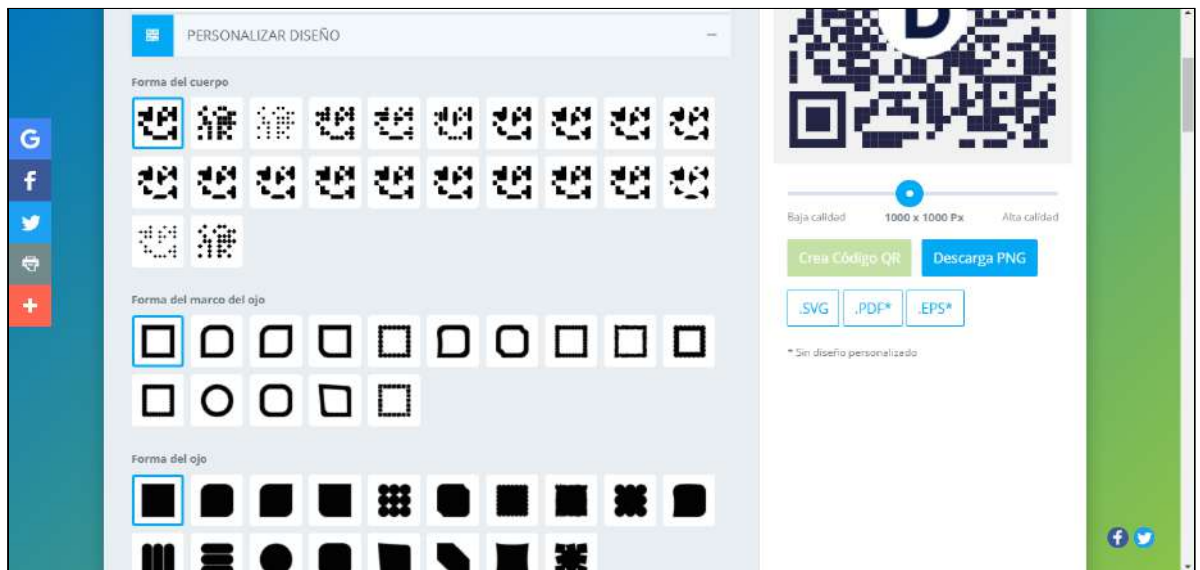 PERSONALIZAR DISEÑO
Forma del cuerpo
Forma del marco del ojo
Forma del ojo
D
Baja calidad 1000 x 1000 Px Alta calidad
Crea Código QR Descarga PNG
.SVG .PDF* .EPS*
* Sin diseño personalizado